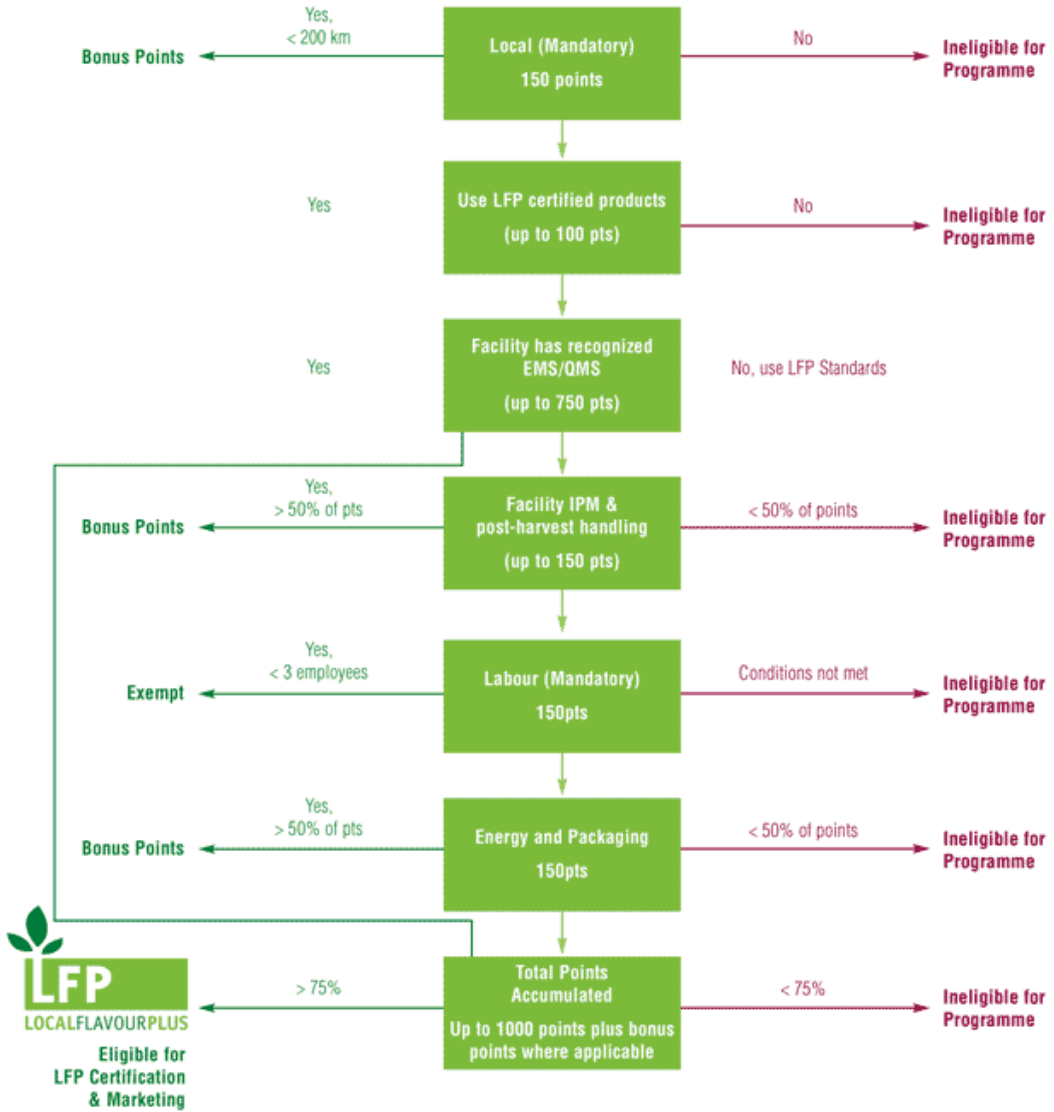 Yes,
< 200 km
Bonus Points
Local (Mandatory)
150 points
No
Ineligible for
Programme
Yes
Use LFP certified products
(up to 100 pts)
No
Ineligible for
Programme
Yes
Facility has recognized
EMS/QMS
(up to 750 pts)
No, use LFP Standards
Yes,
> 50% of pts
Bonus Points
Facility IPM &
post-harvest handling
(up to 150 pts)
< 50% of points
Ineligible for
Programme
Yes,
< 3 employees
Exempt
Labour (Mandatory)
150pts
Conditions not met
Ineligible for
Programme
Yes,
> 50% of pts
Bonus Points
Energy and Packaging
150pts
< 50% of points
Ineligible for
Programme
LFP
LOCALFLAVOURPLUS
Eligible for
LFP Certification
& Marketing
> 75%
Total Points
Accumulated
Up to 1000 points plus bonus
points where applicable
< 75%
Ineligible for
Programme